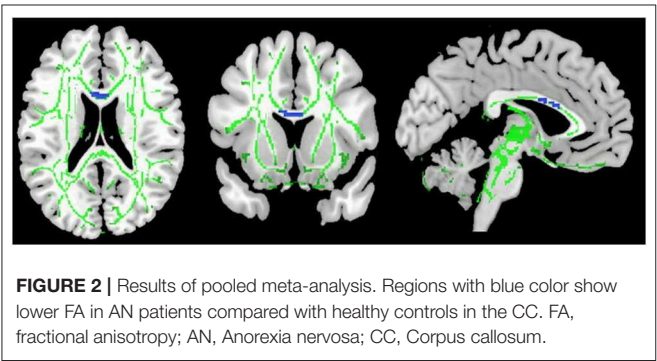 FIGURE 2 | Results of pooled meta-analysis. Regions with blue color show
lower FA in AN patients compared with healthy controls in the CC. FA,
fractional anisotropy; AN, Anorexia nervosa; CC, Corpus callosum.